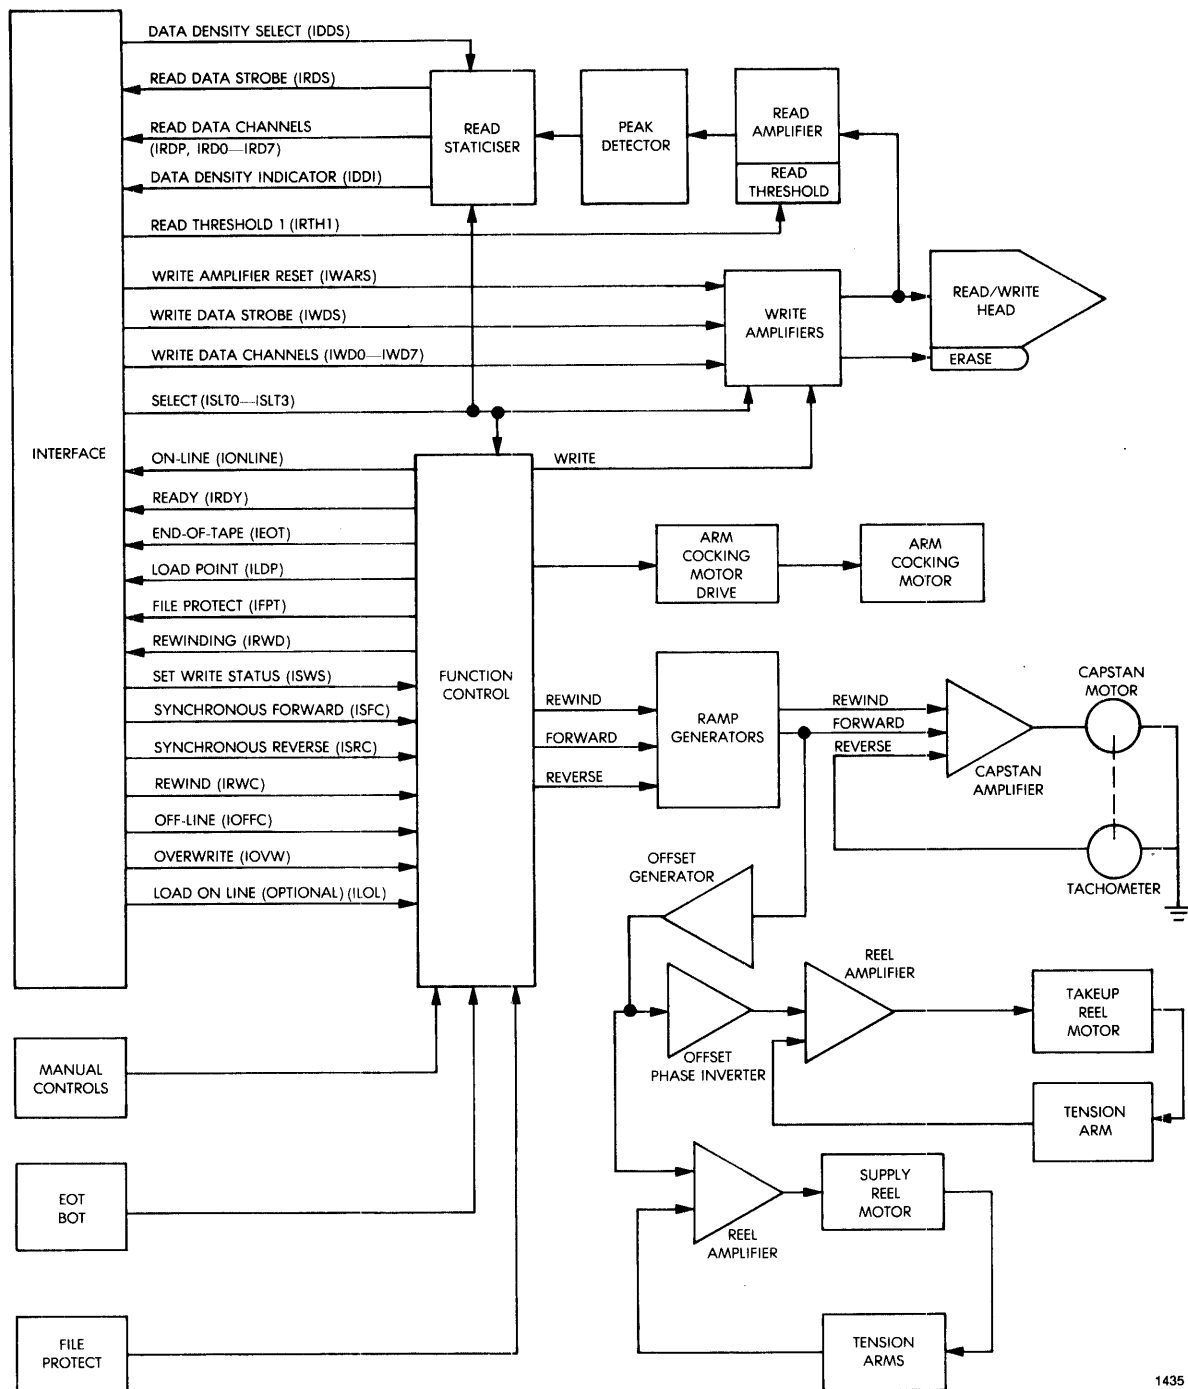 DATA DENSITY SELECT (IDDS)
READ DATA STROBE (IRDS)
READ DATA CHANNELS
(IRDP, IRD0—IRD7)
DATA DENSITY INDICATOR (IDDI)
READ THRESHOLD 1 (IRTH1)
READ
STATICISER
PEAK
DETECTOR
READ
AMPLIFIER
READ
THRESHOLD
WRITE AMPLIFIER RESET (IWARS)
WRITE DATA STROBE (IWDS)
WRITE DATA CHANNELS (IWD0—IWD7)
SELECT (ISLT0—ISLT3)
WRITE
AMPLIFIERS
READ/WRITE
HEAD
ERASE
INTERFACE
ON-LINE (IONLINE)
READY (IRDY)
END-OF-TAPE (IEOT)
LOAD POINT (ILDP)
FILE PROTECT (IFPT)
REWINDING (IRWD)
SET WRITE STATUS (ISWS)
SYNCHRONOUS FORWARD (ISFC)
SYNCHRONOUS REVERSE (ISRC)
REWIND (IRWC)
OFF-LINE (IOFFC)
OVERWRITE (IOVW)
LOAD ON LINE (OPTIONAL) (ILOL)
FUNCTION
CONTROL
WRITE
ARM
COCKING
MOTOR
DRIVE
ARM
COCKING
MOTOR
REWIND
FORWARD
REVERSE
RAMP
GENERATORS
REWIND
FORWARD
REVERSE
CAPSTAN
AMPLIFIER
CAPSTAN
MOTOR
TACHOMETER
OFFSET
GENERATOR
OFFSET
PHASE INVERTER
REEL
AMPLIFIER
TAKEUP
REEL
MOTOR
TENSION
ARM
MANUAL
CONTROLS
EOT
BOT
FILE
PROTECT
REEL
AMPLIFIER
SUPPLY
REEL
MOTOR
TENSION
ARMS
1435